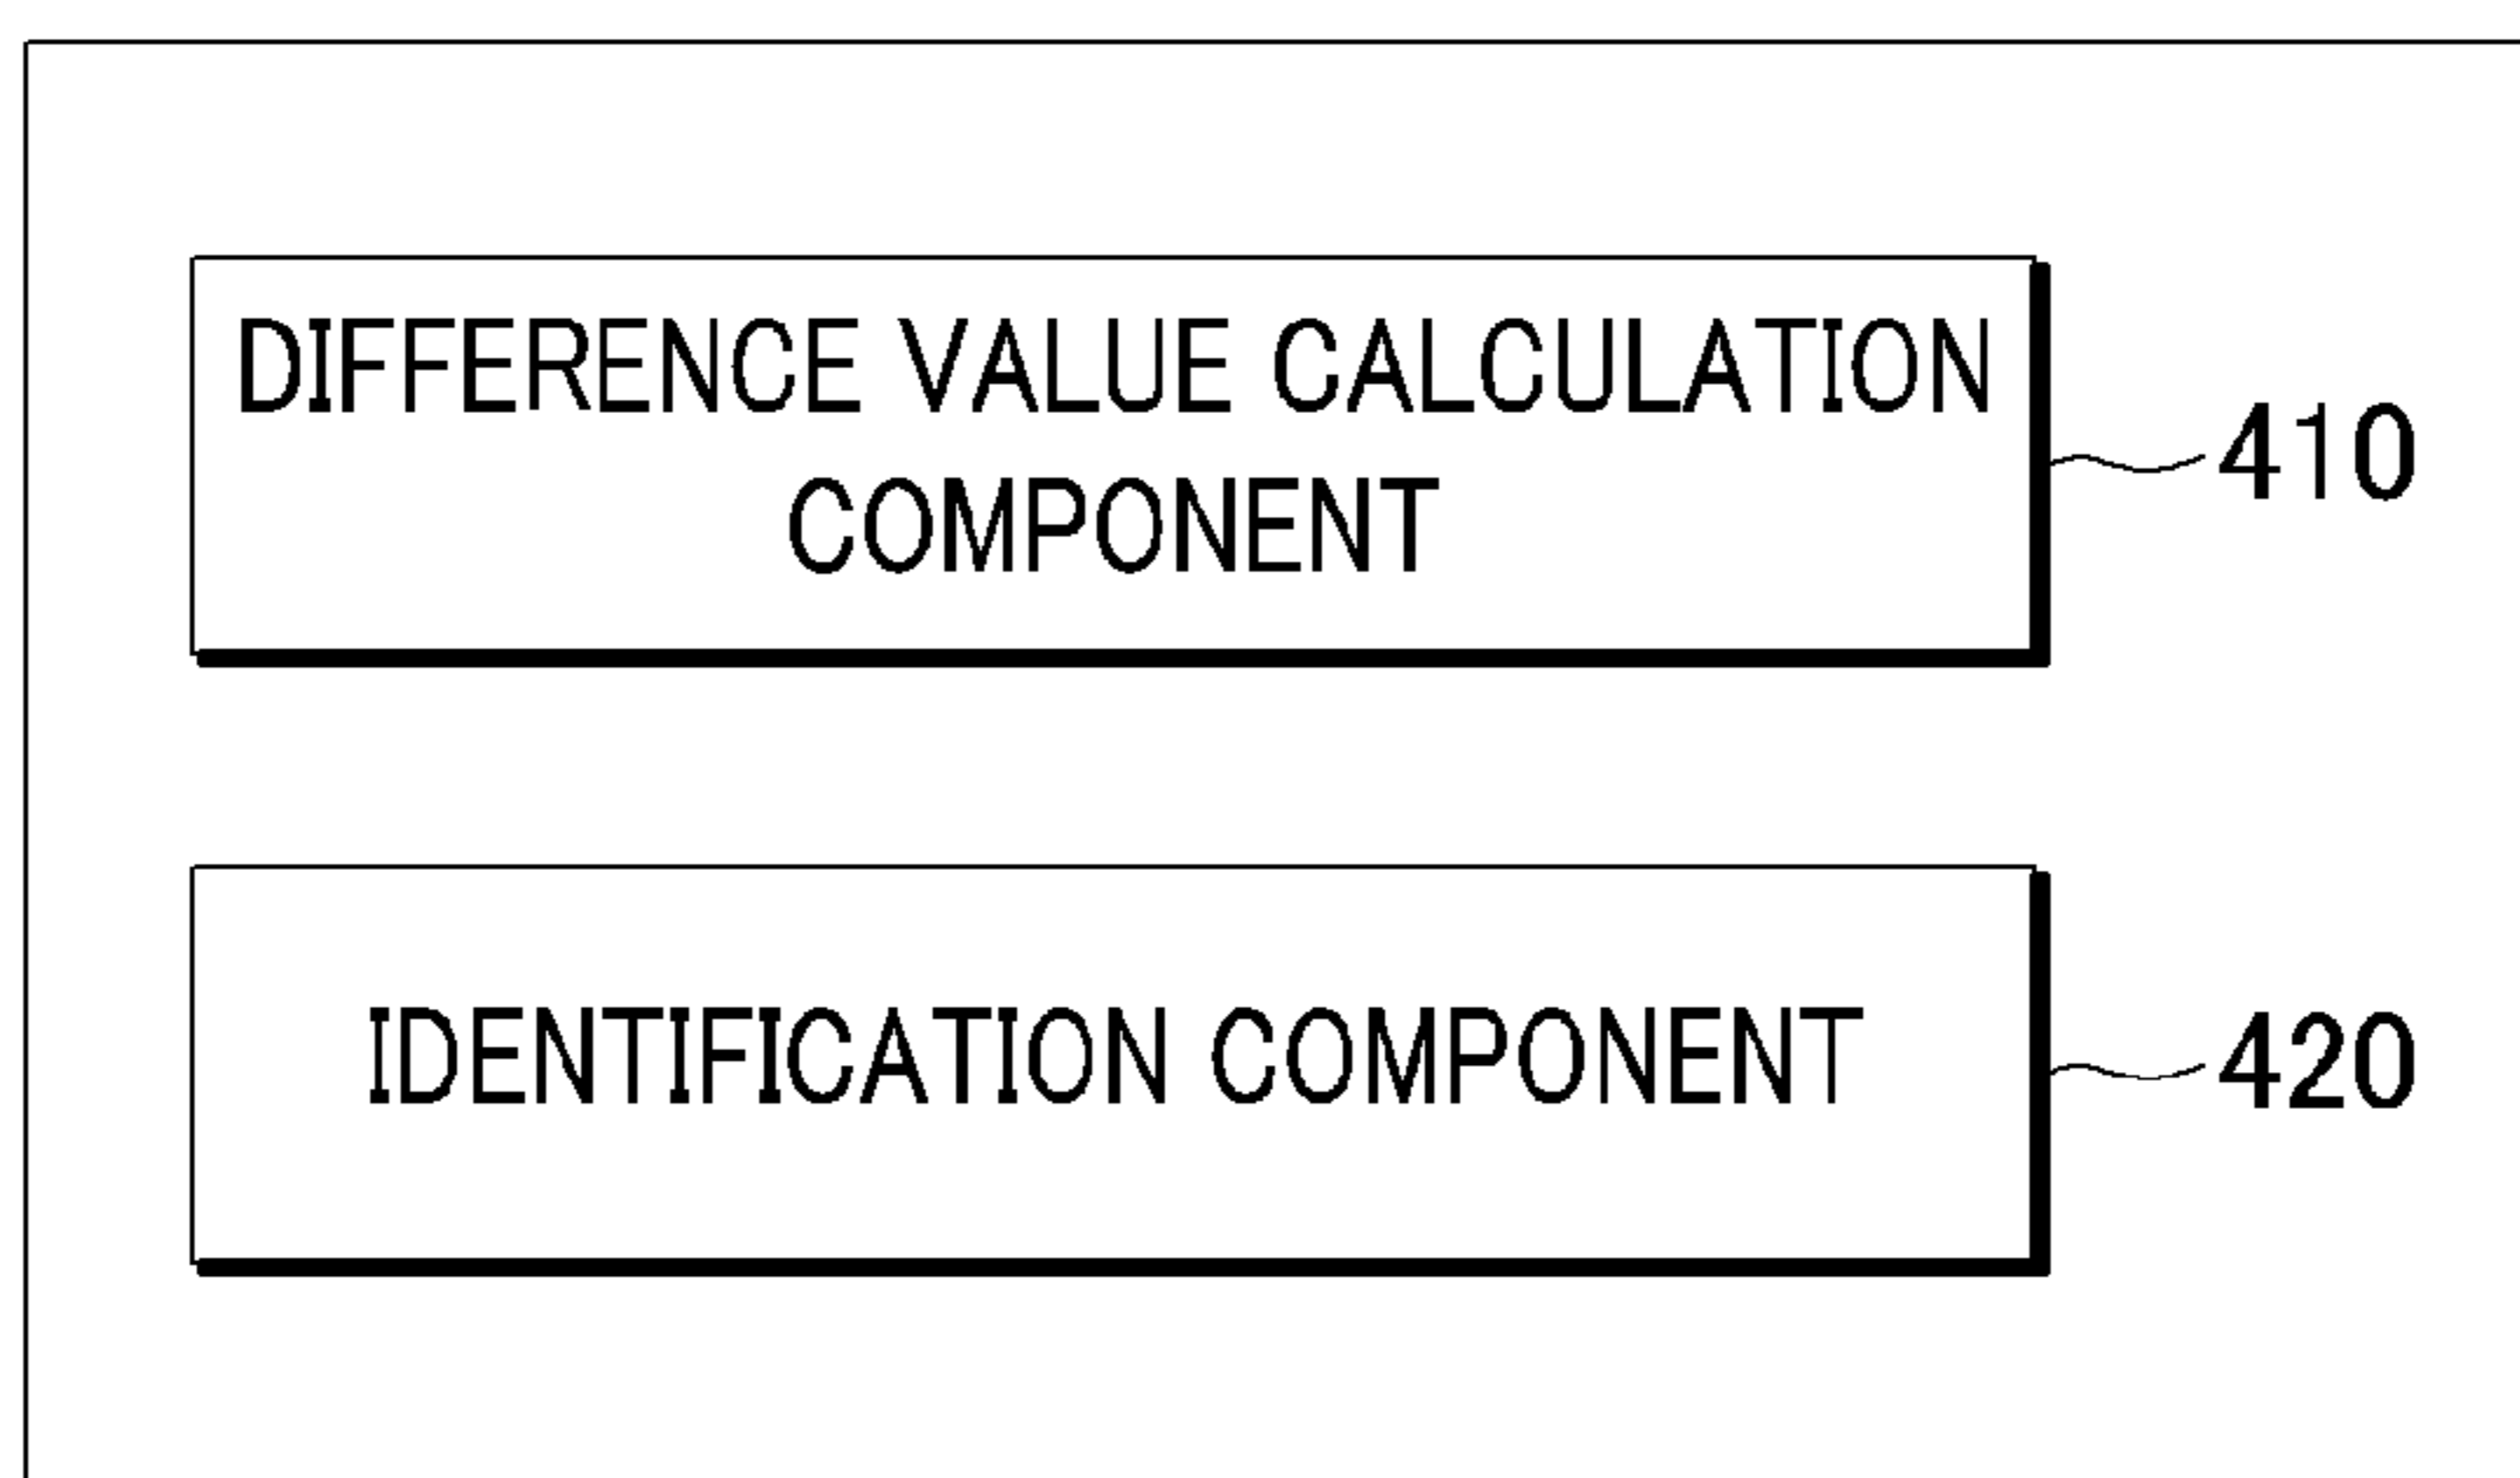 DIFFERENCE VALUE CALCULATION
COMPONENT
410
IDENTIFICATION COMPONENT
420